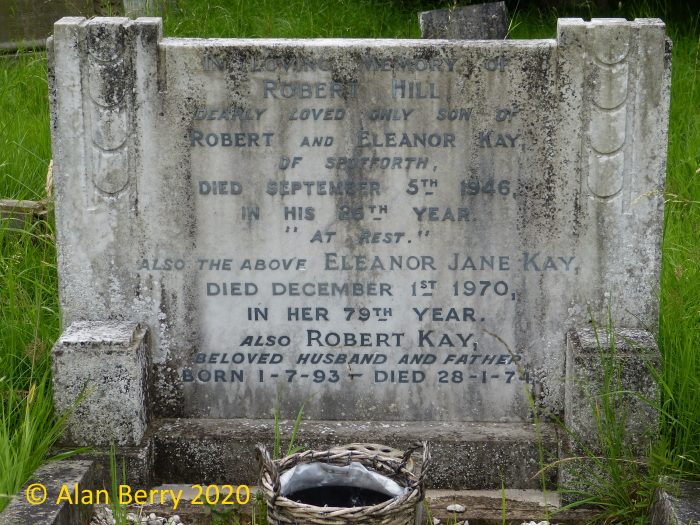 In Loving Memory of
Robert Hill
dearly loved only son of
Robert and Eleanor Kay,
of Spofforth,
died September 5th 1946,
in his 25th year.
"At rest."
Also the above Eleanor Jane Kay,
died December 1st 1970,
in her 79th year.
also Robert Kay,
beloved husband and father
born 1-7-93 - died 28-1-74.
© Alan Berry 2020